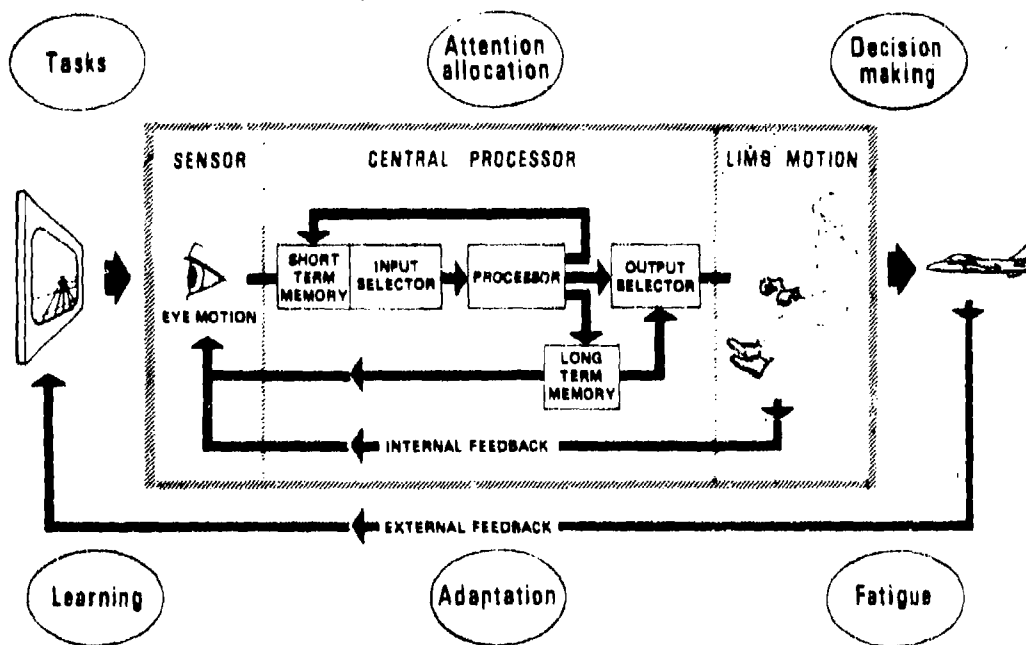 Tasks
Attention
allocation
Decision
making
SENSOR
CENTRAL PROCESSOR
LIMB MOTION
SHORT
TERM
MEMORY
INPUT
SELECTOR
PROCESSOR
OUTPUT
SELECTOR
EYE MOTION
LONG
TERM
MEMORY
INTERNAL FEEDBACK
EXTERNAL FEEDBACK
Learning
Adaptation
Fatigue